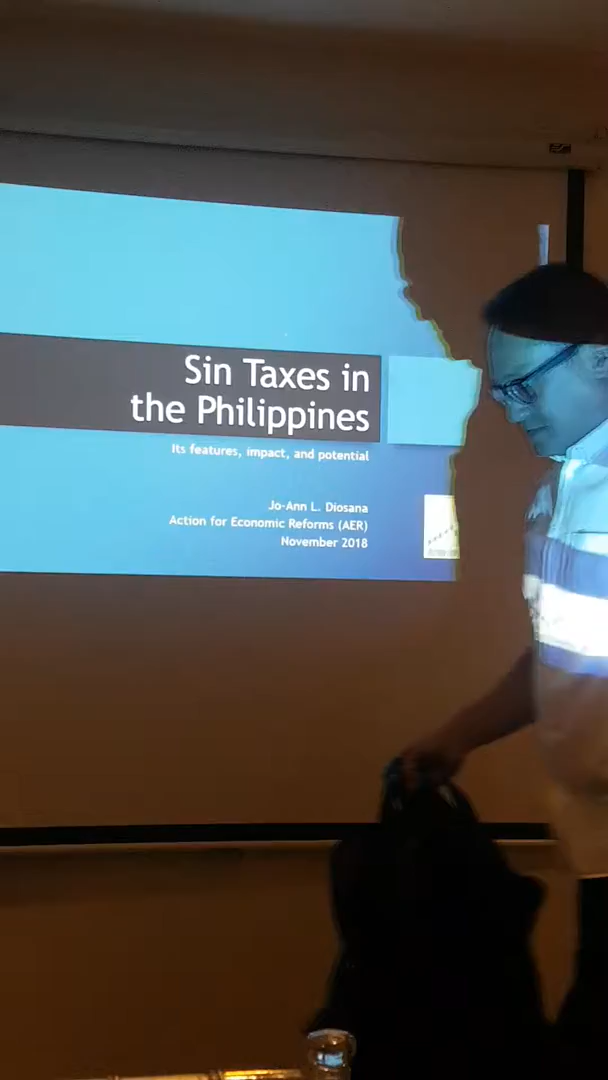 Sin Taxes in
the Philippines
Its features, impact, and potential
Jo-Ann L. Diosana
Action for Economic Reforms (AER)
November 2018